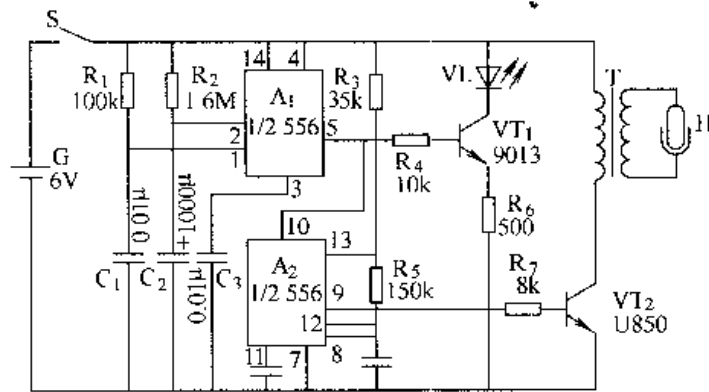 S
14
4
R1
100k
R2
1 6M
A1
1/2 556
2
1
5
3
R3
35k
VL
VT1
9013
T
H
G
6V
R4
10k
R6
500
0.01μ
+1000μ
0.01μ
C1
C2
C3
10
13
A2
1/2 556
9
12
11
7
8
R5
150k
R7
8k
VT2
U850